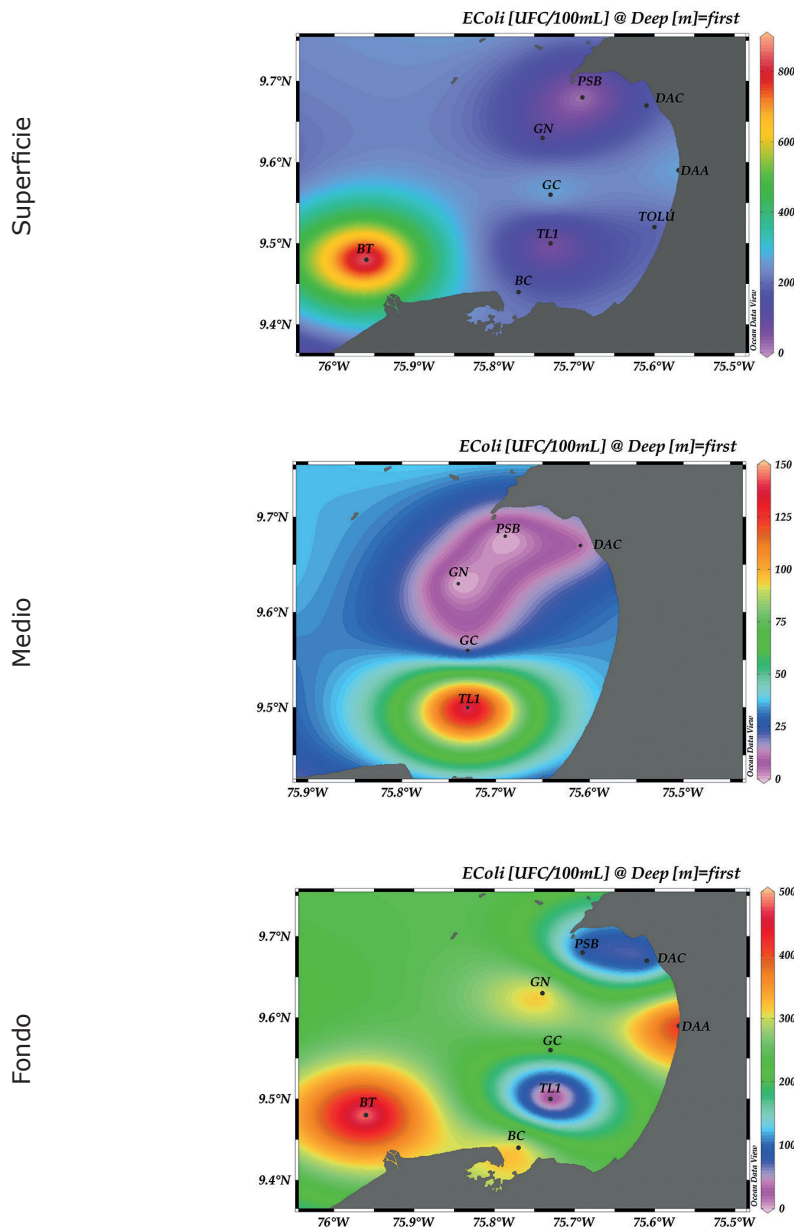 Superficie
EColi [UFC/100mL] @ Deep [m]=first
9.7°N
9.6°N
9.5°N
9.4°N
PSB
DAC
GN
DAA
GC
TOLÚ
TL1
BT
BC
76°W 75.9°W 75.8°W 75.7°W 75.6°W 75.5°W
Ocean Data View
800
600
400
200
0
Medio
EColi [UFC/100mL] @ Deep [m]=first
9.7°N
9.6°N
9.5°N
PSB
DAC
GN
GC
TL1
75.9°W 75.8°W 75.7°W 75.6°W 75.5°W
Ocean Data View
150
125
100
75
50
25
0
Fondo
EColi [UFC/100mL] @ Deep [m]=first
9.7°N
9.6°N
9.5°N
9.4°N
PSB
DAC
GN
DAA
GC
TL1
BT
BC
76°W 75.9°W 75.8°W 75.7°W 75.6°W 75.5°W
Ocean Data View
500
400
300
200
100
0